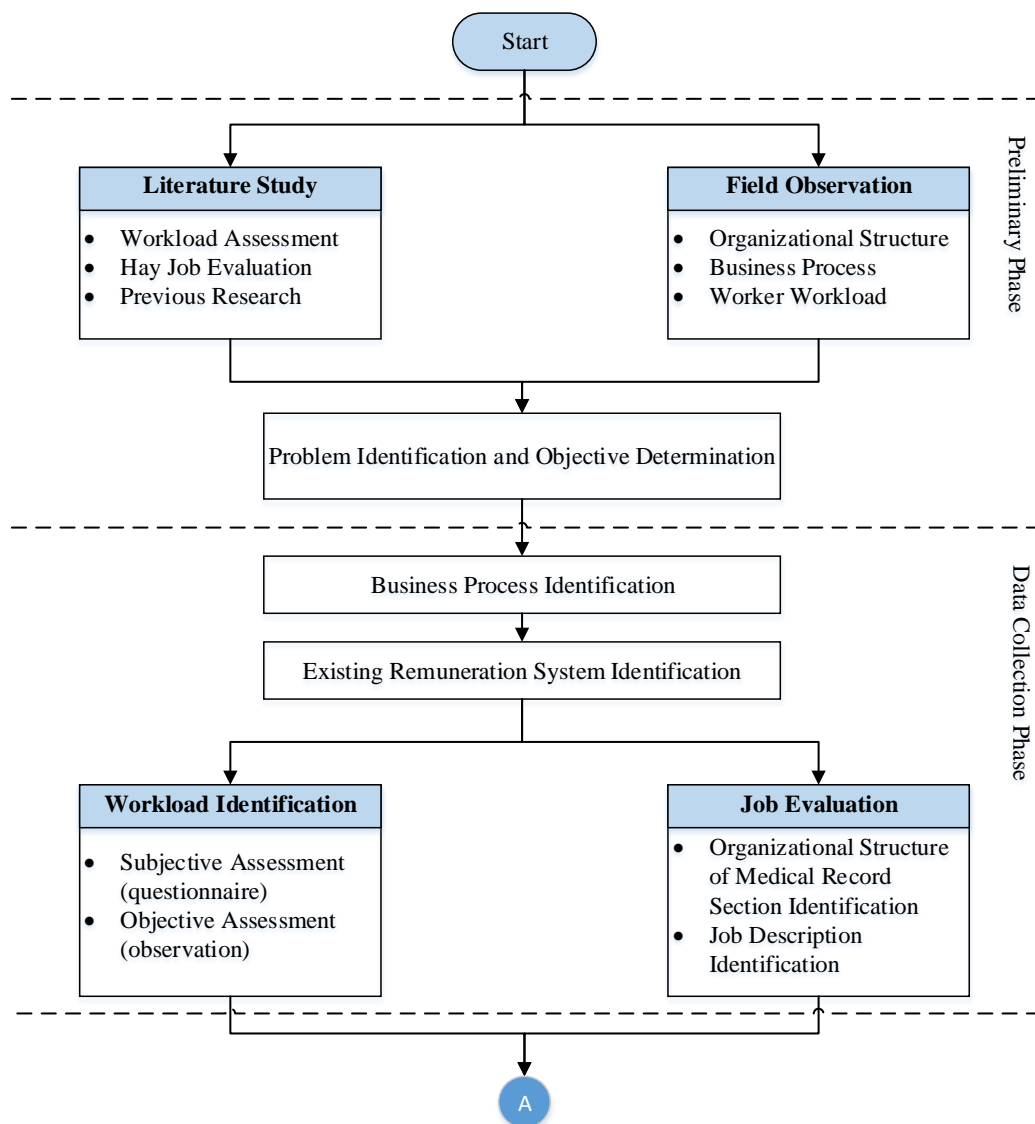 Start
Preliminary Phase
Literature Study
• Workload Assessment
• Hay Job Evaluation
• Previous Research
Field Observation
• Organizational Structure
• Business Process
• Worker Workload
Problem Identification and Objective Determination
Data Collection Phase
Business Process Identification
Existing Remuneration System Identification
Workload Identification
• Subjective Assessment
(questionnaire)
• Objective Assessment
(observation)
Job Evaluation
• Organizational Structure
of Medical Record
Section Identification
• Job Description
Identification
A